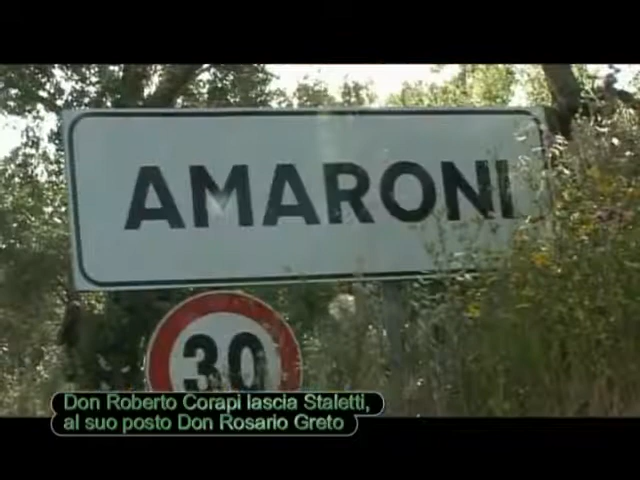 AMARONI
30
Don Roberto Corapi lascia Staletti,
al suo posto Don Rosario Greto